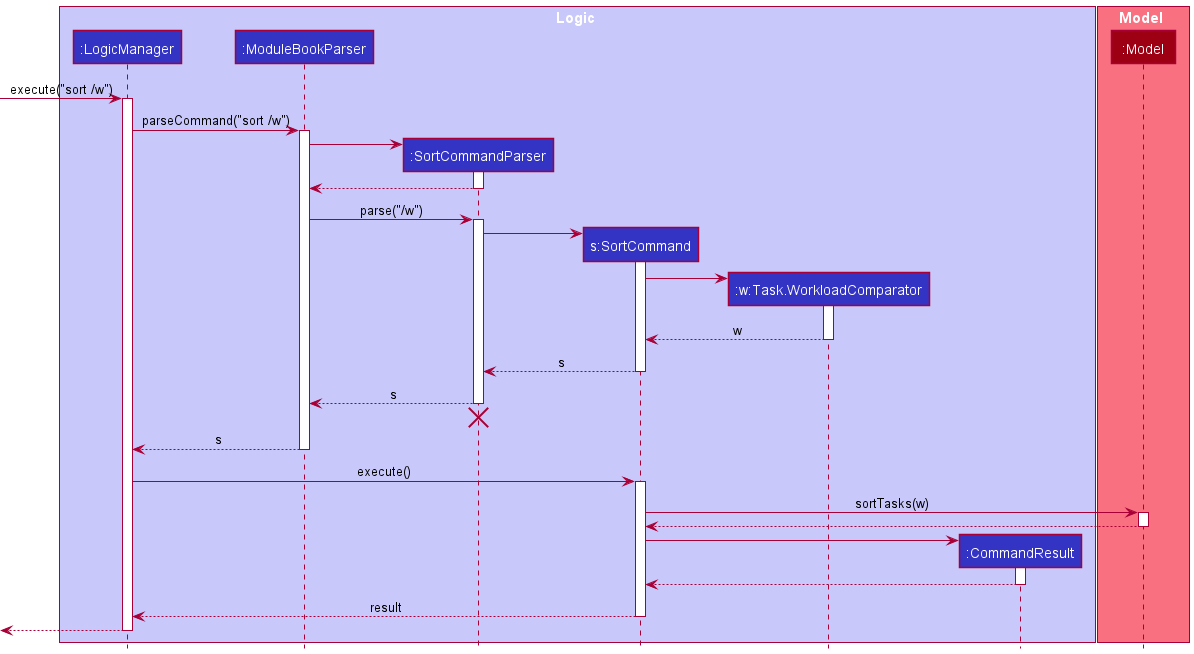 Logic
Model
:LogicManager
:ModuleBookParser
:Model
execute("sort /w")
parseCommand("sort /w")
:SortCommandParser
parse("/w")
s:SortCommand
:w:Task.WorkloadComparator
w
s
s
s
execute()
sortTasks(w)
:CommandResult
result